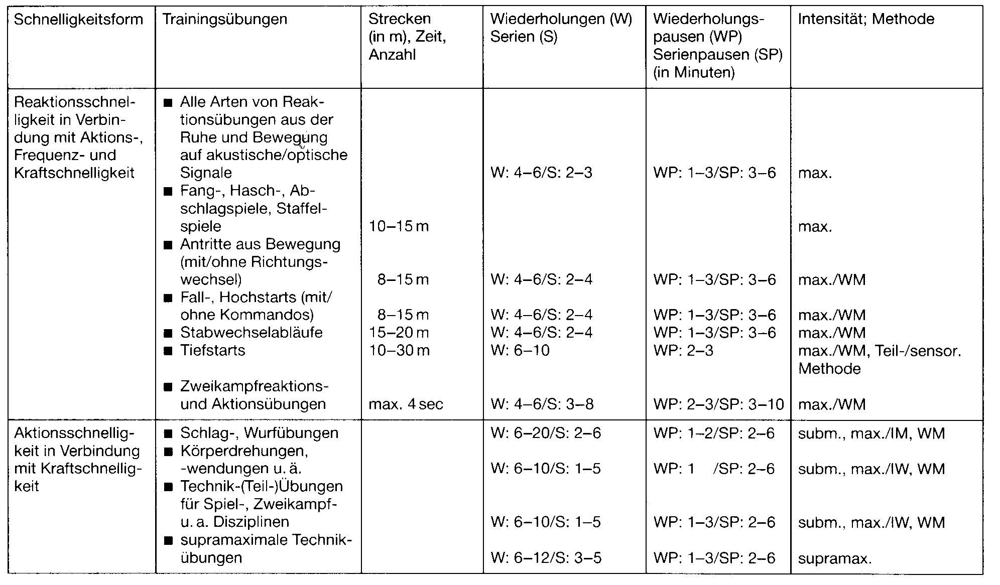 Schnelligkeitsform
Trainingsübungen
Strecken
(in m), Zeit,
Anzahl
Wiederholungen (W)
Serien (S)
Wiederholungs-
pausen (WP)
Serienpausen (SP)
(in Minuten)
Intensität; Methode
Reaktionsschnel-
ligkeit in Verbin-
dung mit Aktions-,
Frequenz- und
Kraftschnelligkeit
■ Alle Arten von Reak-
tionsübungen aus der
Ruhe und Bewegung
auf akustische/optische
Signale
W: 4–6/S: 2–3
WP: 1–3/SP: 3–6
max.
■ Fang-, Hasch-, Ab-
schlagspiele, Staffel-
spiele
10–15 m
max.
■ Antritte aus Bewegung
(mit/ohne Richtungs-
wechsel)
8–15 m
W: 4–6/S: 2–4
WP: 1–3/SP: 3–6
max./WM
■ Fall-, Hochstarts (mit/
ohne Kommandos)
8–15 m
W: 4–6/S: 2–4
WP: 1–3/SP: 3–6
max./WM
■ Stabwechselabläufe
15–20 m
W: 4–6/S: 2–4
WP: 1–3/SP: 3–6
max./WM
■ Tiefstarts
10–30 m
W: 6–10
WP: 2–3
max./WM, Teil-/sensor.
Methode
■ Zweikampfreaktions-
und Aktionsübungen
max. 4 sec
W: 4–6/S: 3–8
WP: 2–3/SP: 3–10
max./WM
Aktionsschnellig-
keit in Verbindung
mit Kraftschnellig-
keit
■ Schlag-, Wurfübungen
W: 6–20/S: 2–6
WP: 1–2/SP: 2–6
subm., max./IM, WM
■ Körperdrehungen,
-wendungen u. ä.
W: 6–10/S: 1–5
WP: 1 /SP: 2–6
subm., max./IW, WM
■ Technik-(Teil-)Übungen
für Spiel-, Zweikampf-
u. a. Disziplinen
W: 6–10/S: 1–5
WP: 1–3/SP: 2–6
subm., max./IW, WM
■ supramaximale Technik-
übungen
W: 6–12/S: 3–5
WP: 1–3/SP: 2–6
supramax.